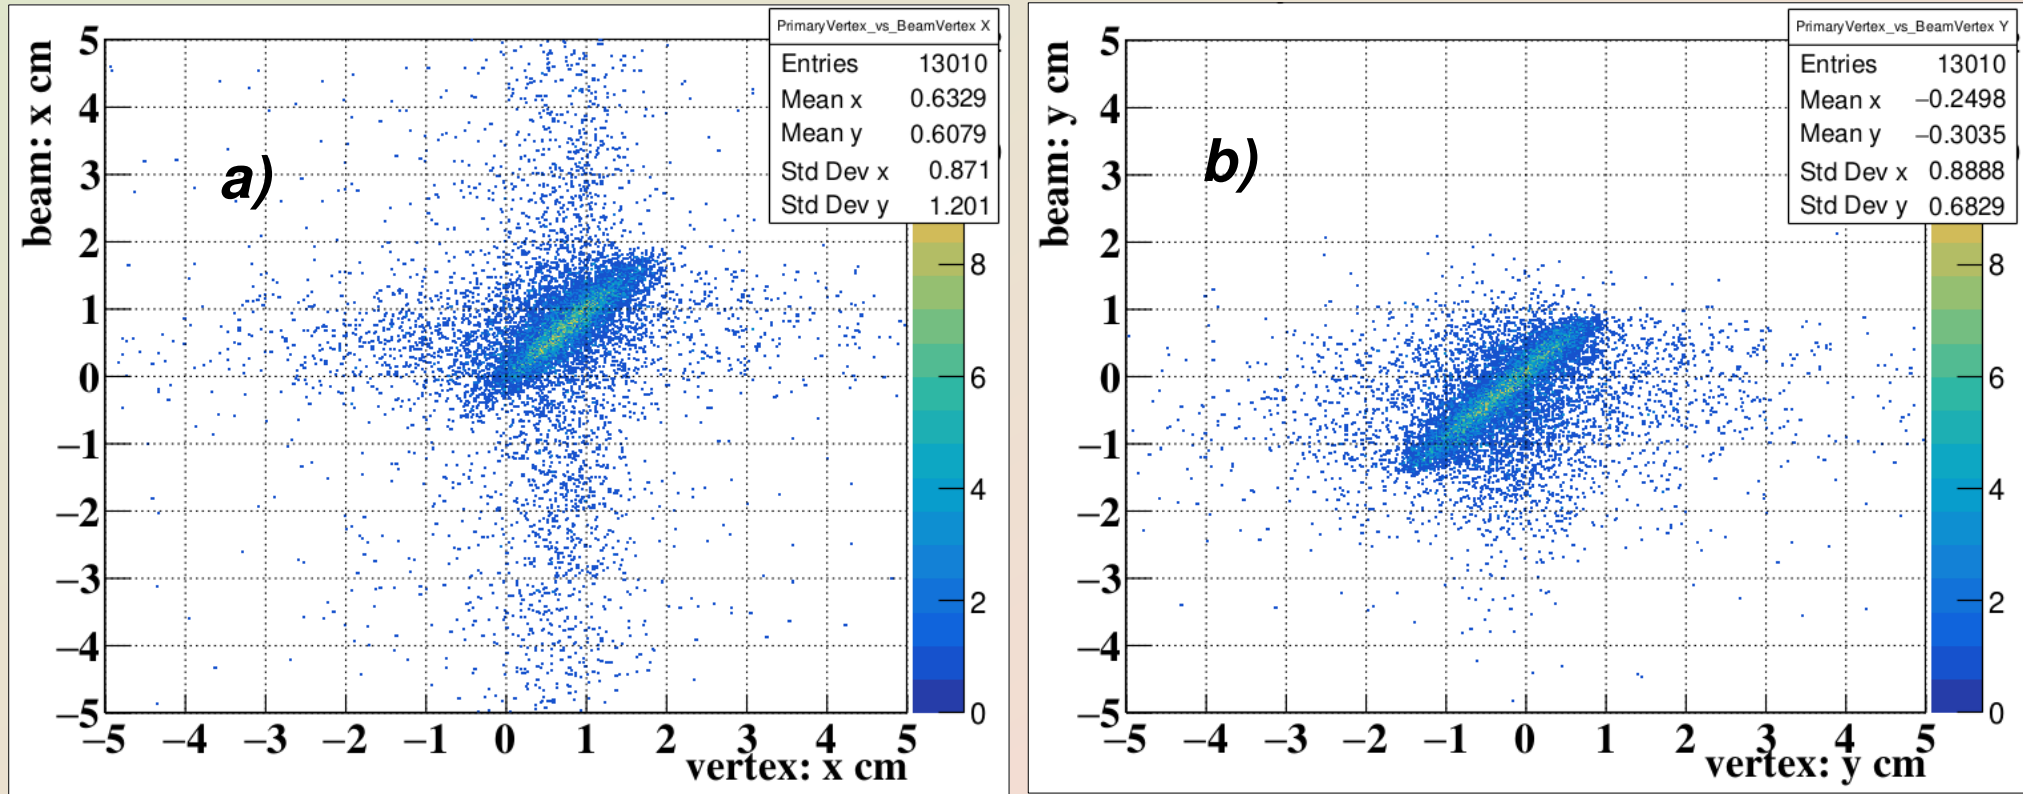 PrimaryVertex_vs_BeamVertex X
Entries 13010
Mean x 0.6329
Mean y 0.6079
Std Dev x 0.871
Std Dev y 1.201
a)
beam: x cm
5
4
3
2
1
0
−1
−2
−3
−4
−5
−5 −4 −3 −2 −1 0 1 2 3 4 5
vertex: x cm
8
6
4
2
0
PrimaryVertex_vs_BeamVertex Y
Entries 13010
Mean x −0.2498
Mean y −0.3035
Std Dev x 0.8888
Std Dev y 0.6829
b)
beam: y cm
5
4
3
2
1
0
−1
−2
−3
−4
−5
−5 −4 −3 −2 −1 0 1 2 3 4 5
vertex: y cm
8
6
4
2
0